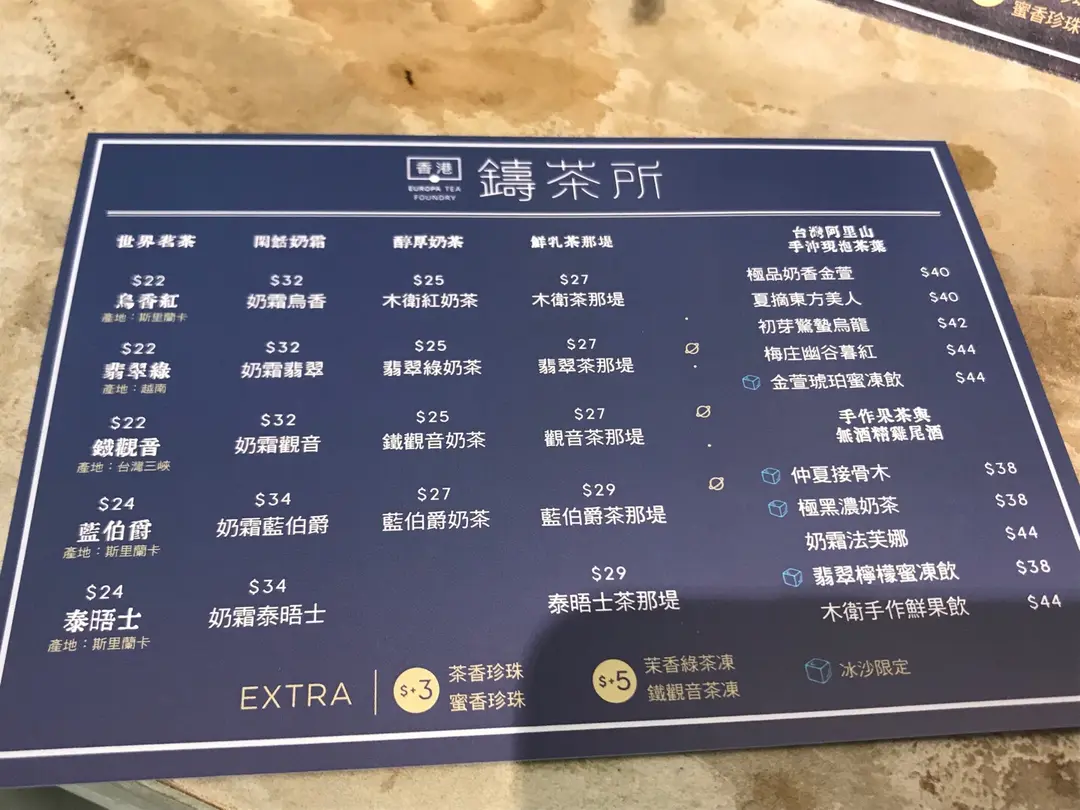 蜜香珍珠
香港
EUROPA TEA
FOUNDRY
鑄茶所
世界茗茶
$22
烏香紅
產地：斯里蘭卡
$22
翡翠綠
產地：越南
$22
鐵觀音
產地：台灣三峽
$24
藍伯爵
產地：斯里蘭卡
$24
泰晤士
產地：斯里蘭卡
閑話奶霜
$32
奶霜烏香
$32
奶霜翡翠
$32
奶霜觀音
$34
奶霜藍伯爵
$34
奶霜泰晤士
醇厚奶茶
$25
木衛紅奶茶
$25
翡翠綠奶茶
$25
鐵觀音奶茶
$27
藍伯爵奶茶
鮮乳茶那堤
$27
木衛茶那堤
$27
翡翠茶那堤
$27
觀音茶那堤
$29
藍伯爵茶那堤
$29
泰晤士茶那堤
台灣阿里山
手沖現泡茶葉
極品奶香金萱 $40
夏摘東方美人 $40
初芽驚蟄烏龍 $42
梅庄幽谷暮紅 $44
金萱琥珀蜜凍飲 $44
手作果茶與
無酒精雞尾酒
仲夏接骨木 $38
極黑濃奶茶 $38
奶霜法芙娜 $44
翡翠檸檬蜜凍飲 $38
木衛手作鮮果飲 $44
EXTRA
$+3
茶香珍珠
蜜香珍珠
$+5
茉香綠茶凍
鐵觀音茶凍
冰沙限定